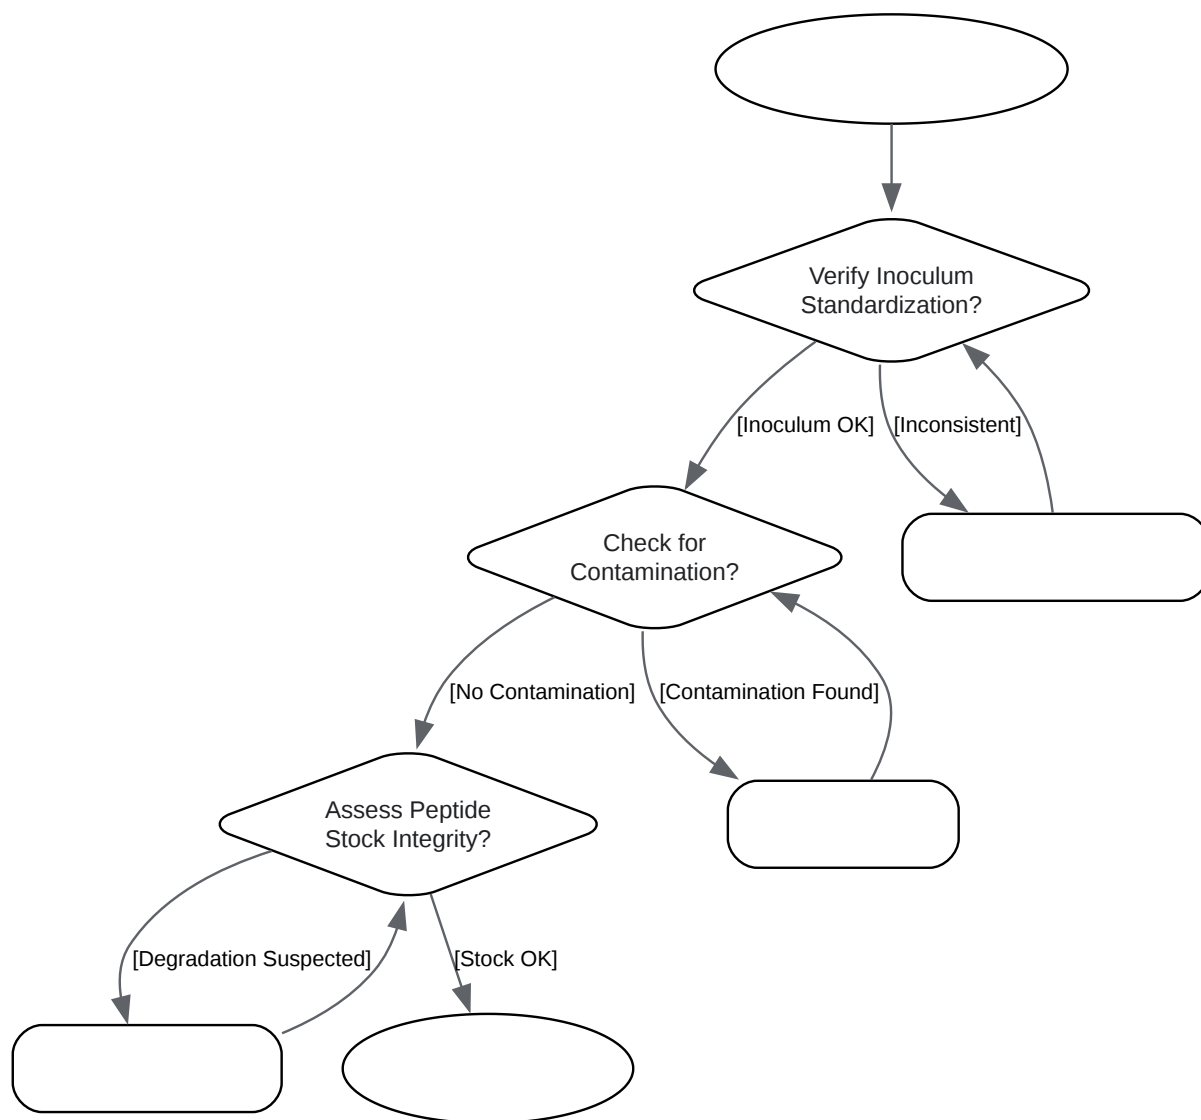 Verify Inoculum
Standardization?
[Inoculum OK]
[Inconsistent]
Check for
Contamination?
[No Contamination]
[Contamination Found]
Assess Peptide
Stock Integrity?
[Degradation Suspected]
[Stock OK]